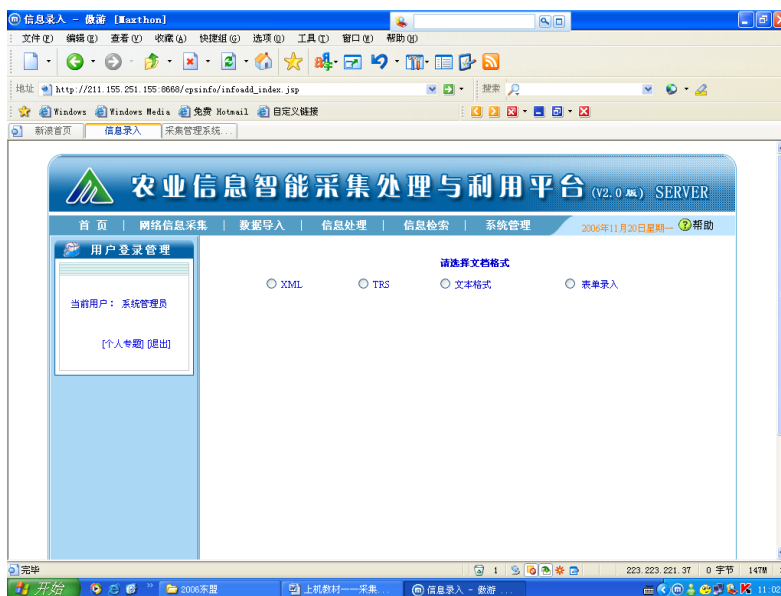 信息录入 - 傲游 [Maxthon]
文件(F) 编辑(E) 查看(V) 收藏(A) 快捷组(G) 选项(O) 工具(T) 窗口(W) 帮助(H)
地址 http://211.155.251.155:8668/cpsinfo/infoadd_index.jsp 搜索
Windows Windows Media 免费 Hotmail 自定义链接
新浪首页 信息录入 采集管理系统...
农业信息智能采集处理与利用平台 (V2.0版) SERVER
首 页 | 网络信息采集 | 数据导入 | 信息处理 | 信息检索 | 系统管理 2006年11月20日星期一 ?帮助
用户登录管理
请选择文档格式
XML TRS 文本格式 表单录入
当前用户: 系统管理员
[个人专题] [退出]
完毕 1 223.223.221.37 0 字节 147M
开始 2006东盟 上机教材——采集... 信息录入 - 傲游 ... 11:02